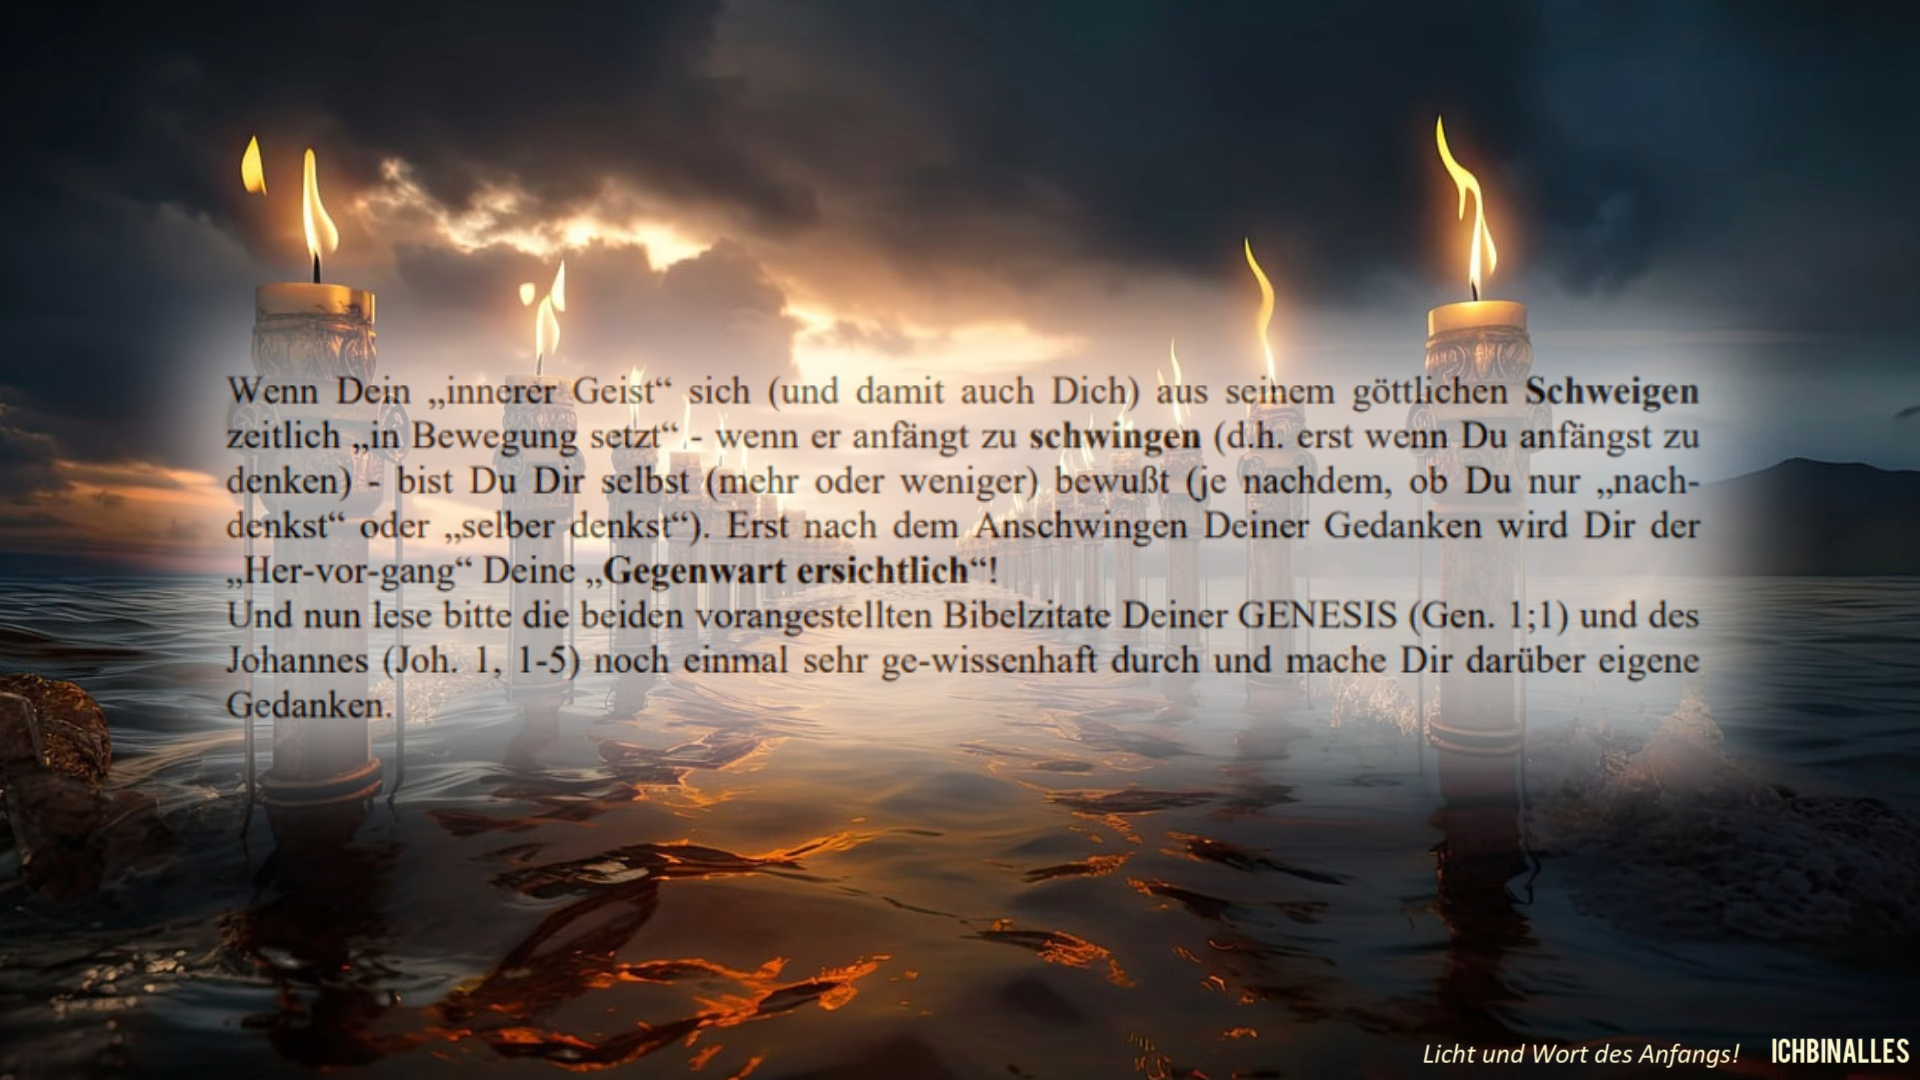 Wenn Dein „innerer Geist“ sich (und damit auch Dich) aus seinem göttlichen Schweigen
zeitlich „in Bewegung setzt“ - wenn er anfängt zu schwingen (d.h. erst wenn Du anfängst zu
denken) - bist Du Dir selbst (mehr oder weniger) bewußt (je nachdem, ob Du nur „nach-
denkst“ oder „selber denkst“). Erst nach dem Anschwingen Deiner Gedanken wird Dir der
„Her-vor-gang“ Deine „Gegenwart ersichtlich“!
Und nun lese bitte die beiden vorangestellten Bibelzitate Deiner GENESIS (Gen. 1;1) und des
Johannes (Joh. 1, 1-5) noch einmal sehr ge-wissenhaft durch und mache Dir darüber eigene
Gedanken.
Licht und Wort des Anfangs! ICHBINALLES